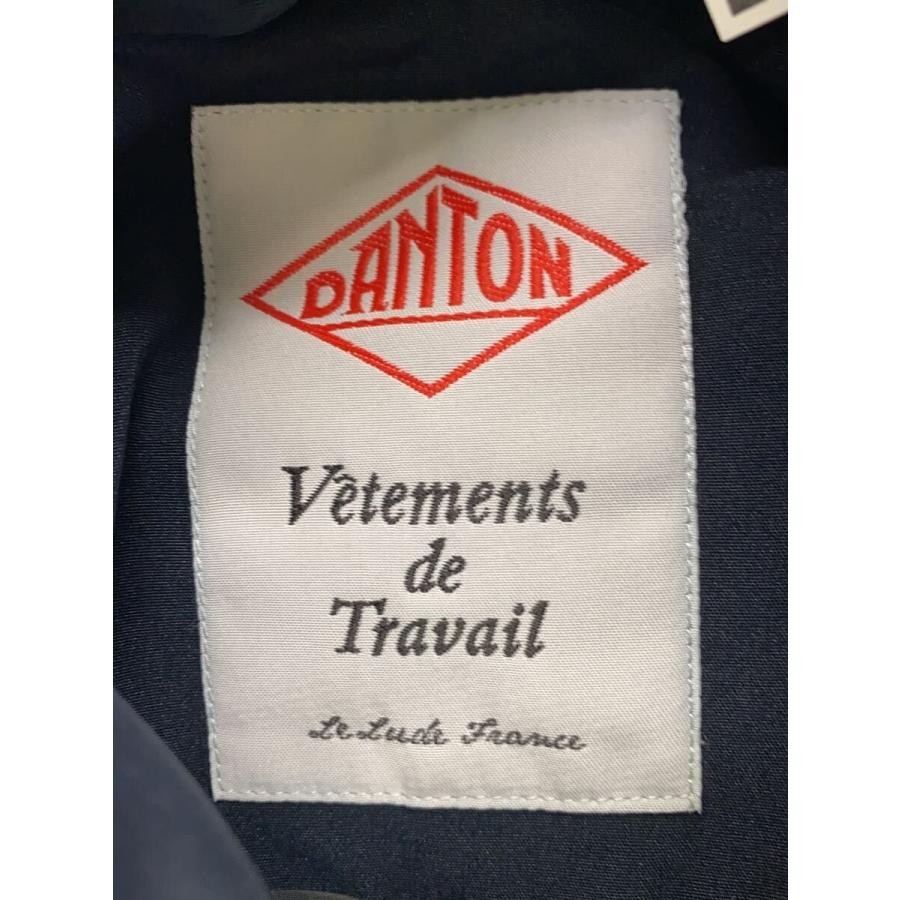 DANTON
Vêtements
de
Travail
Le Lude France